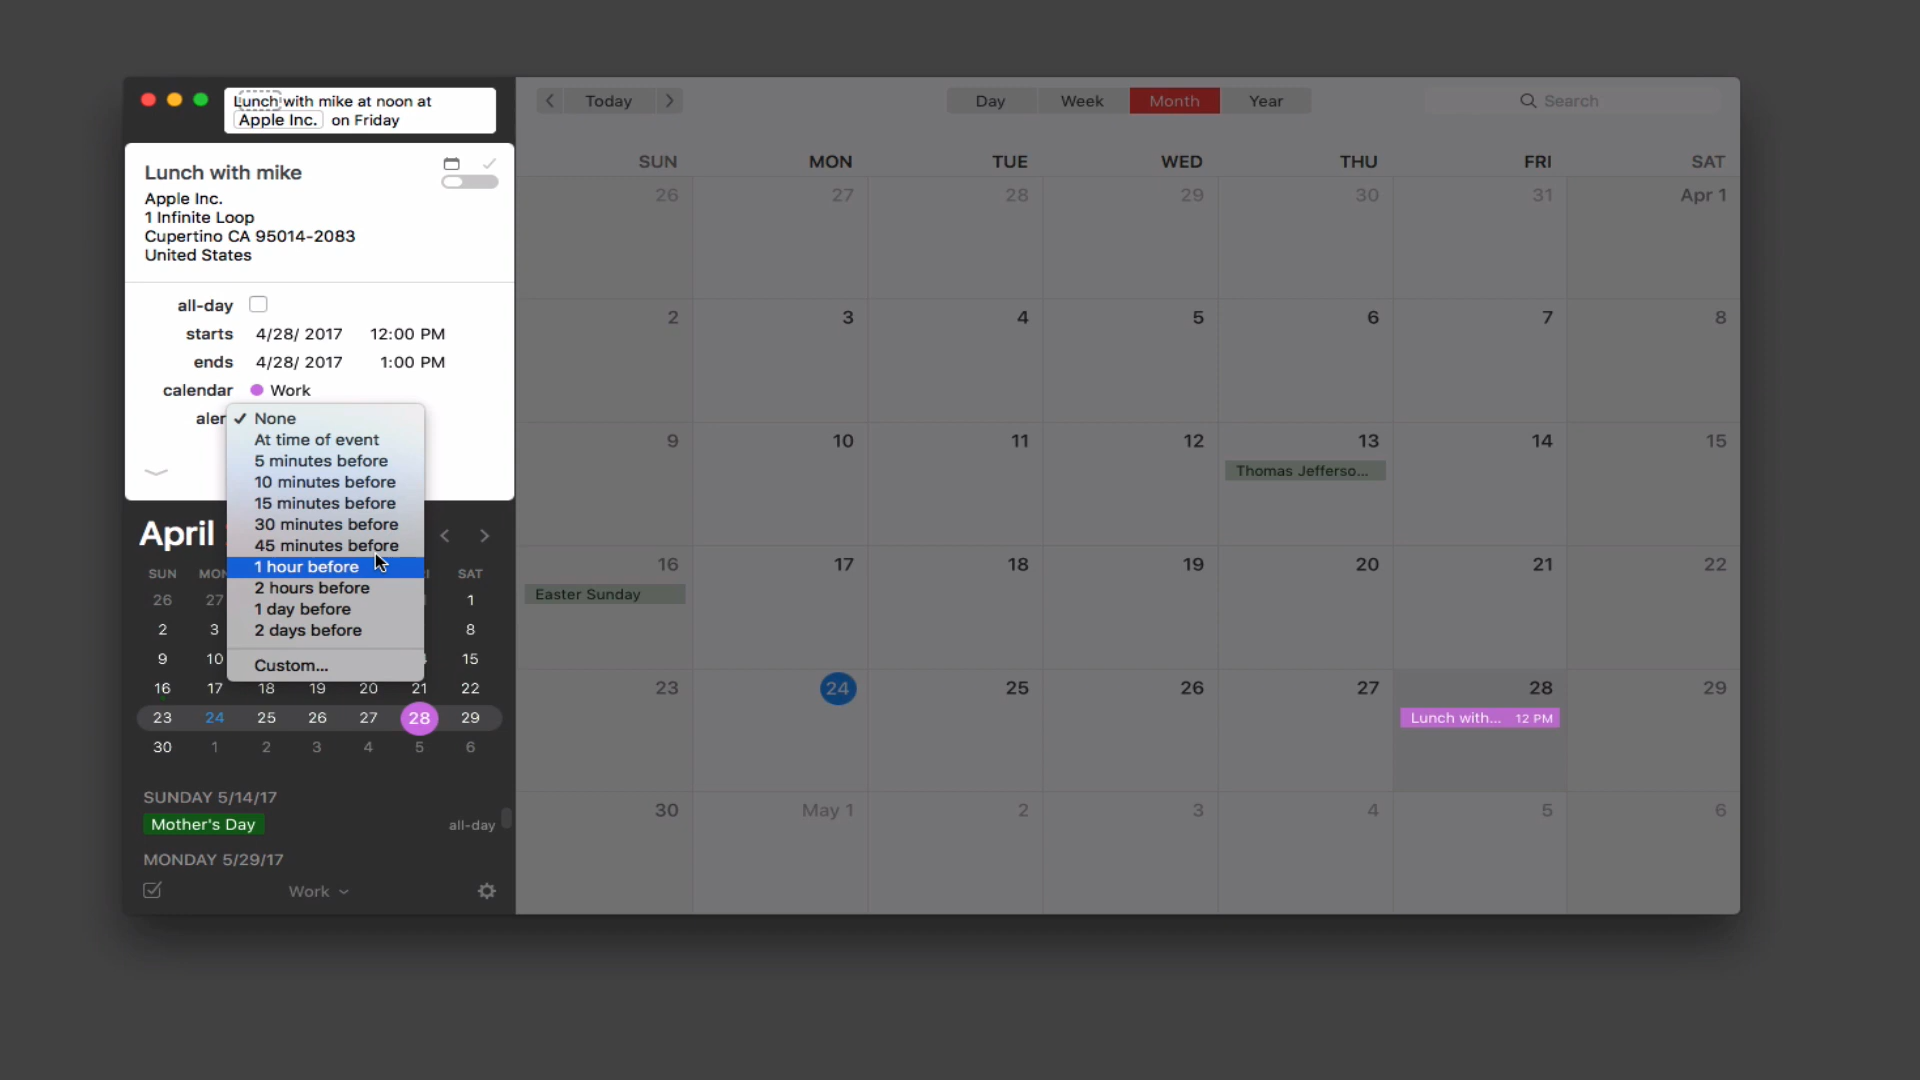 Lunch with mike at noon at
Apple Inc. on Friday
Lunch with mike
Apple Inc.
1 Infinite Loop
Cupertino CA 95014-2083
United States
all-day
starts 4/28/ 2017 12:00 PM
ends 4/28/ 2017 1:00 PM
calendar Work
aler
None
At time of event
5 minutes before
10 minutes before
15 minutes before
30 minutes before
45 minutes before
1 hour before
2 hours before
1 day before
2 days before
Custom...
April
SUN MON SAT
26 27 1
2 3 8
9 10 15
16 17 18 19 20 21 22
23 24 25 26 27 28 29
30 1 2 3 4 5 6
SUNDAY 5/14/17
Mother's Day all-day
MONDAY 5/29/17
Work
Today
Day Week Month Year
Search
SUN MON TUE WED THU FRI SAT
26 27 28 29 30 31 Apr 1
2 3 4 5 6 7 8
9 10 11 12 13 14 15
Thomas Jefferso...
16 17 18 19 20 21 22
Easter Sunday
23 24 25 26 27 28 29
Lunch with... 12 PM
30 May 1 2 3 4 5 6